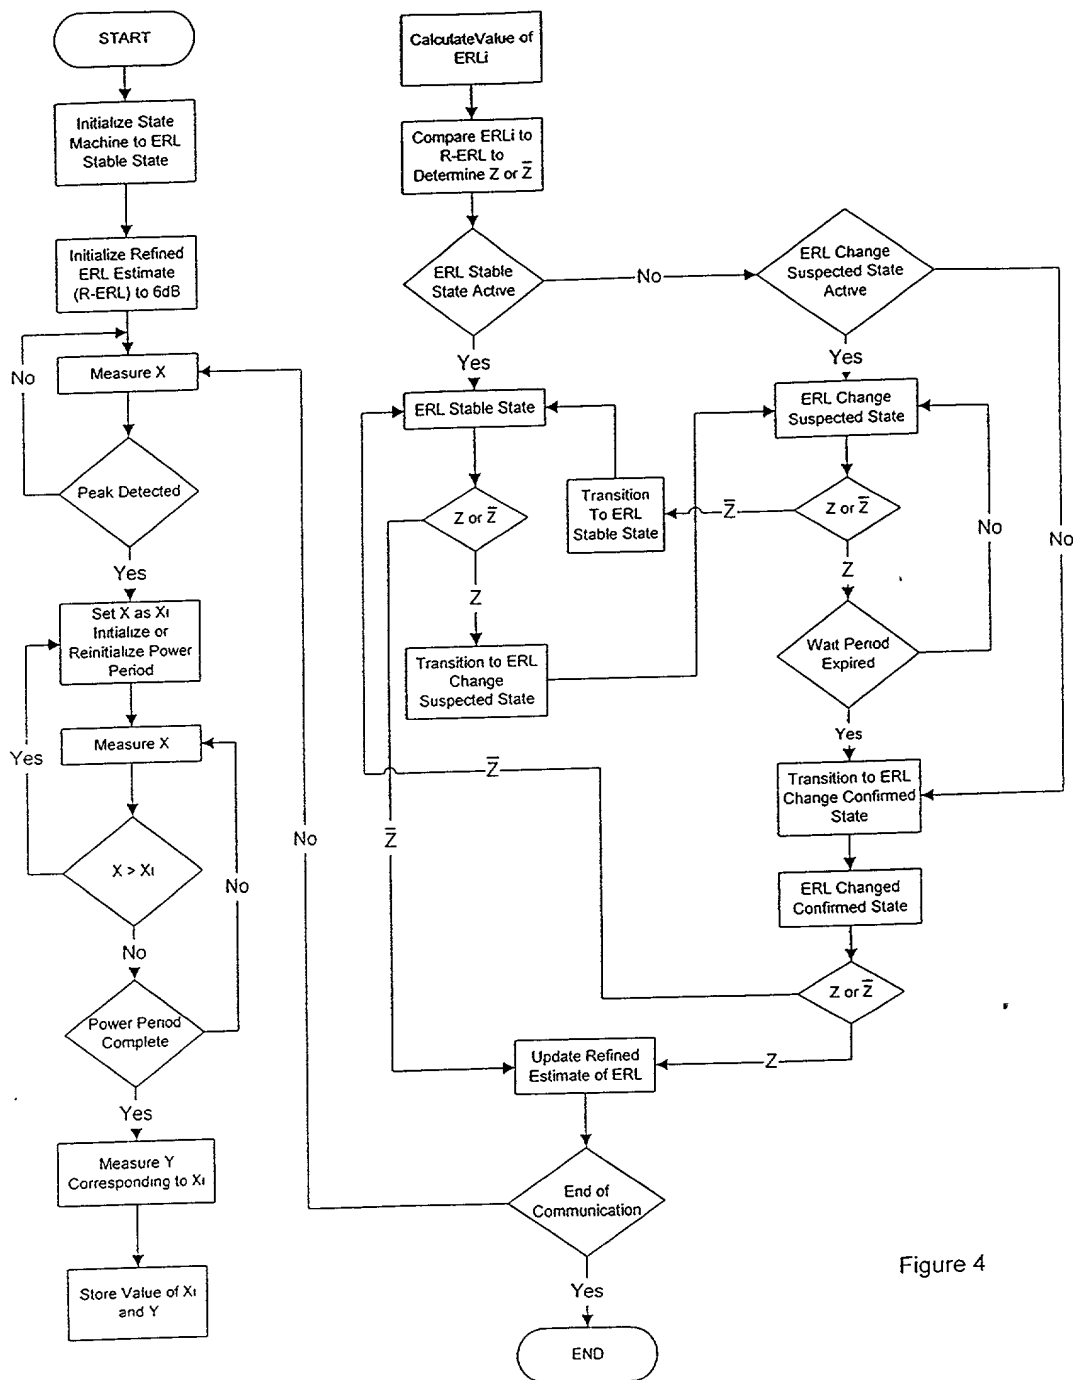 START
Initialize State
Machine to ERL
Stable State
Initialize Refined
ERL Estimate
(R-ERL) to 6dB
No
Measure X
Peak Detected
Yes
Set X as Xi
Initialize or
Reinitialize Power
Period
Yes
Measure X
X > Xi
No
No
Power Period
Complete
Yes
Measure Y
Corresponding to Xi
Store Value of Xi
and Y
CalculateValue of
ERLi
Compare ERLi to
R-ERL to
Determine Z or Z̅
ERL Stable
State Active
No
ERL Change
Suspected State
Active
Yes
Yes
ERL Stable State
ERL Change
Suspected State
Z or Z̅
Transition
To ERL
Stable State
Z̅
Z or Z̅
No
No
Z
Z
Transition to ERL
Change
Suspected State
Wait Period
Expired
Yes
Z̅
Transition to ERL
Change Confirmed
State
No
Z̅
ERL Changed
Confirmed State
Z or Z̅
Update Refined
Estimate of ERL
Z
End of
Communication
Yes
END
Figure 4